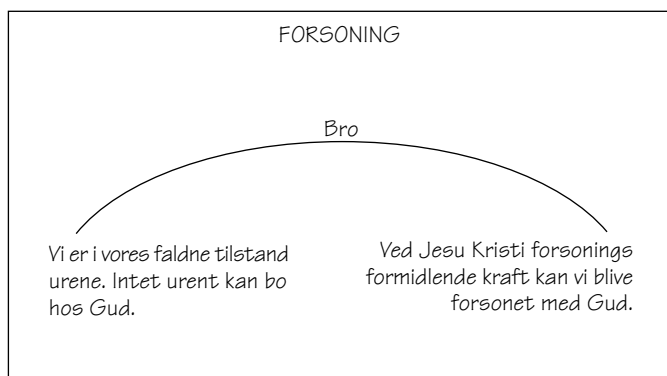 FORSONING
Bro
Vi er i vores faldne tilstand
urene. Intet urent kan bo
hos Gud.
Ved Jesu Kristi forsonings
formidlende kraft kan vi blive
forsonet med Gud.